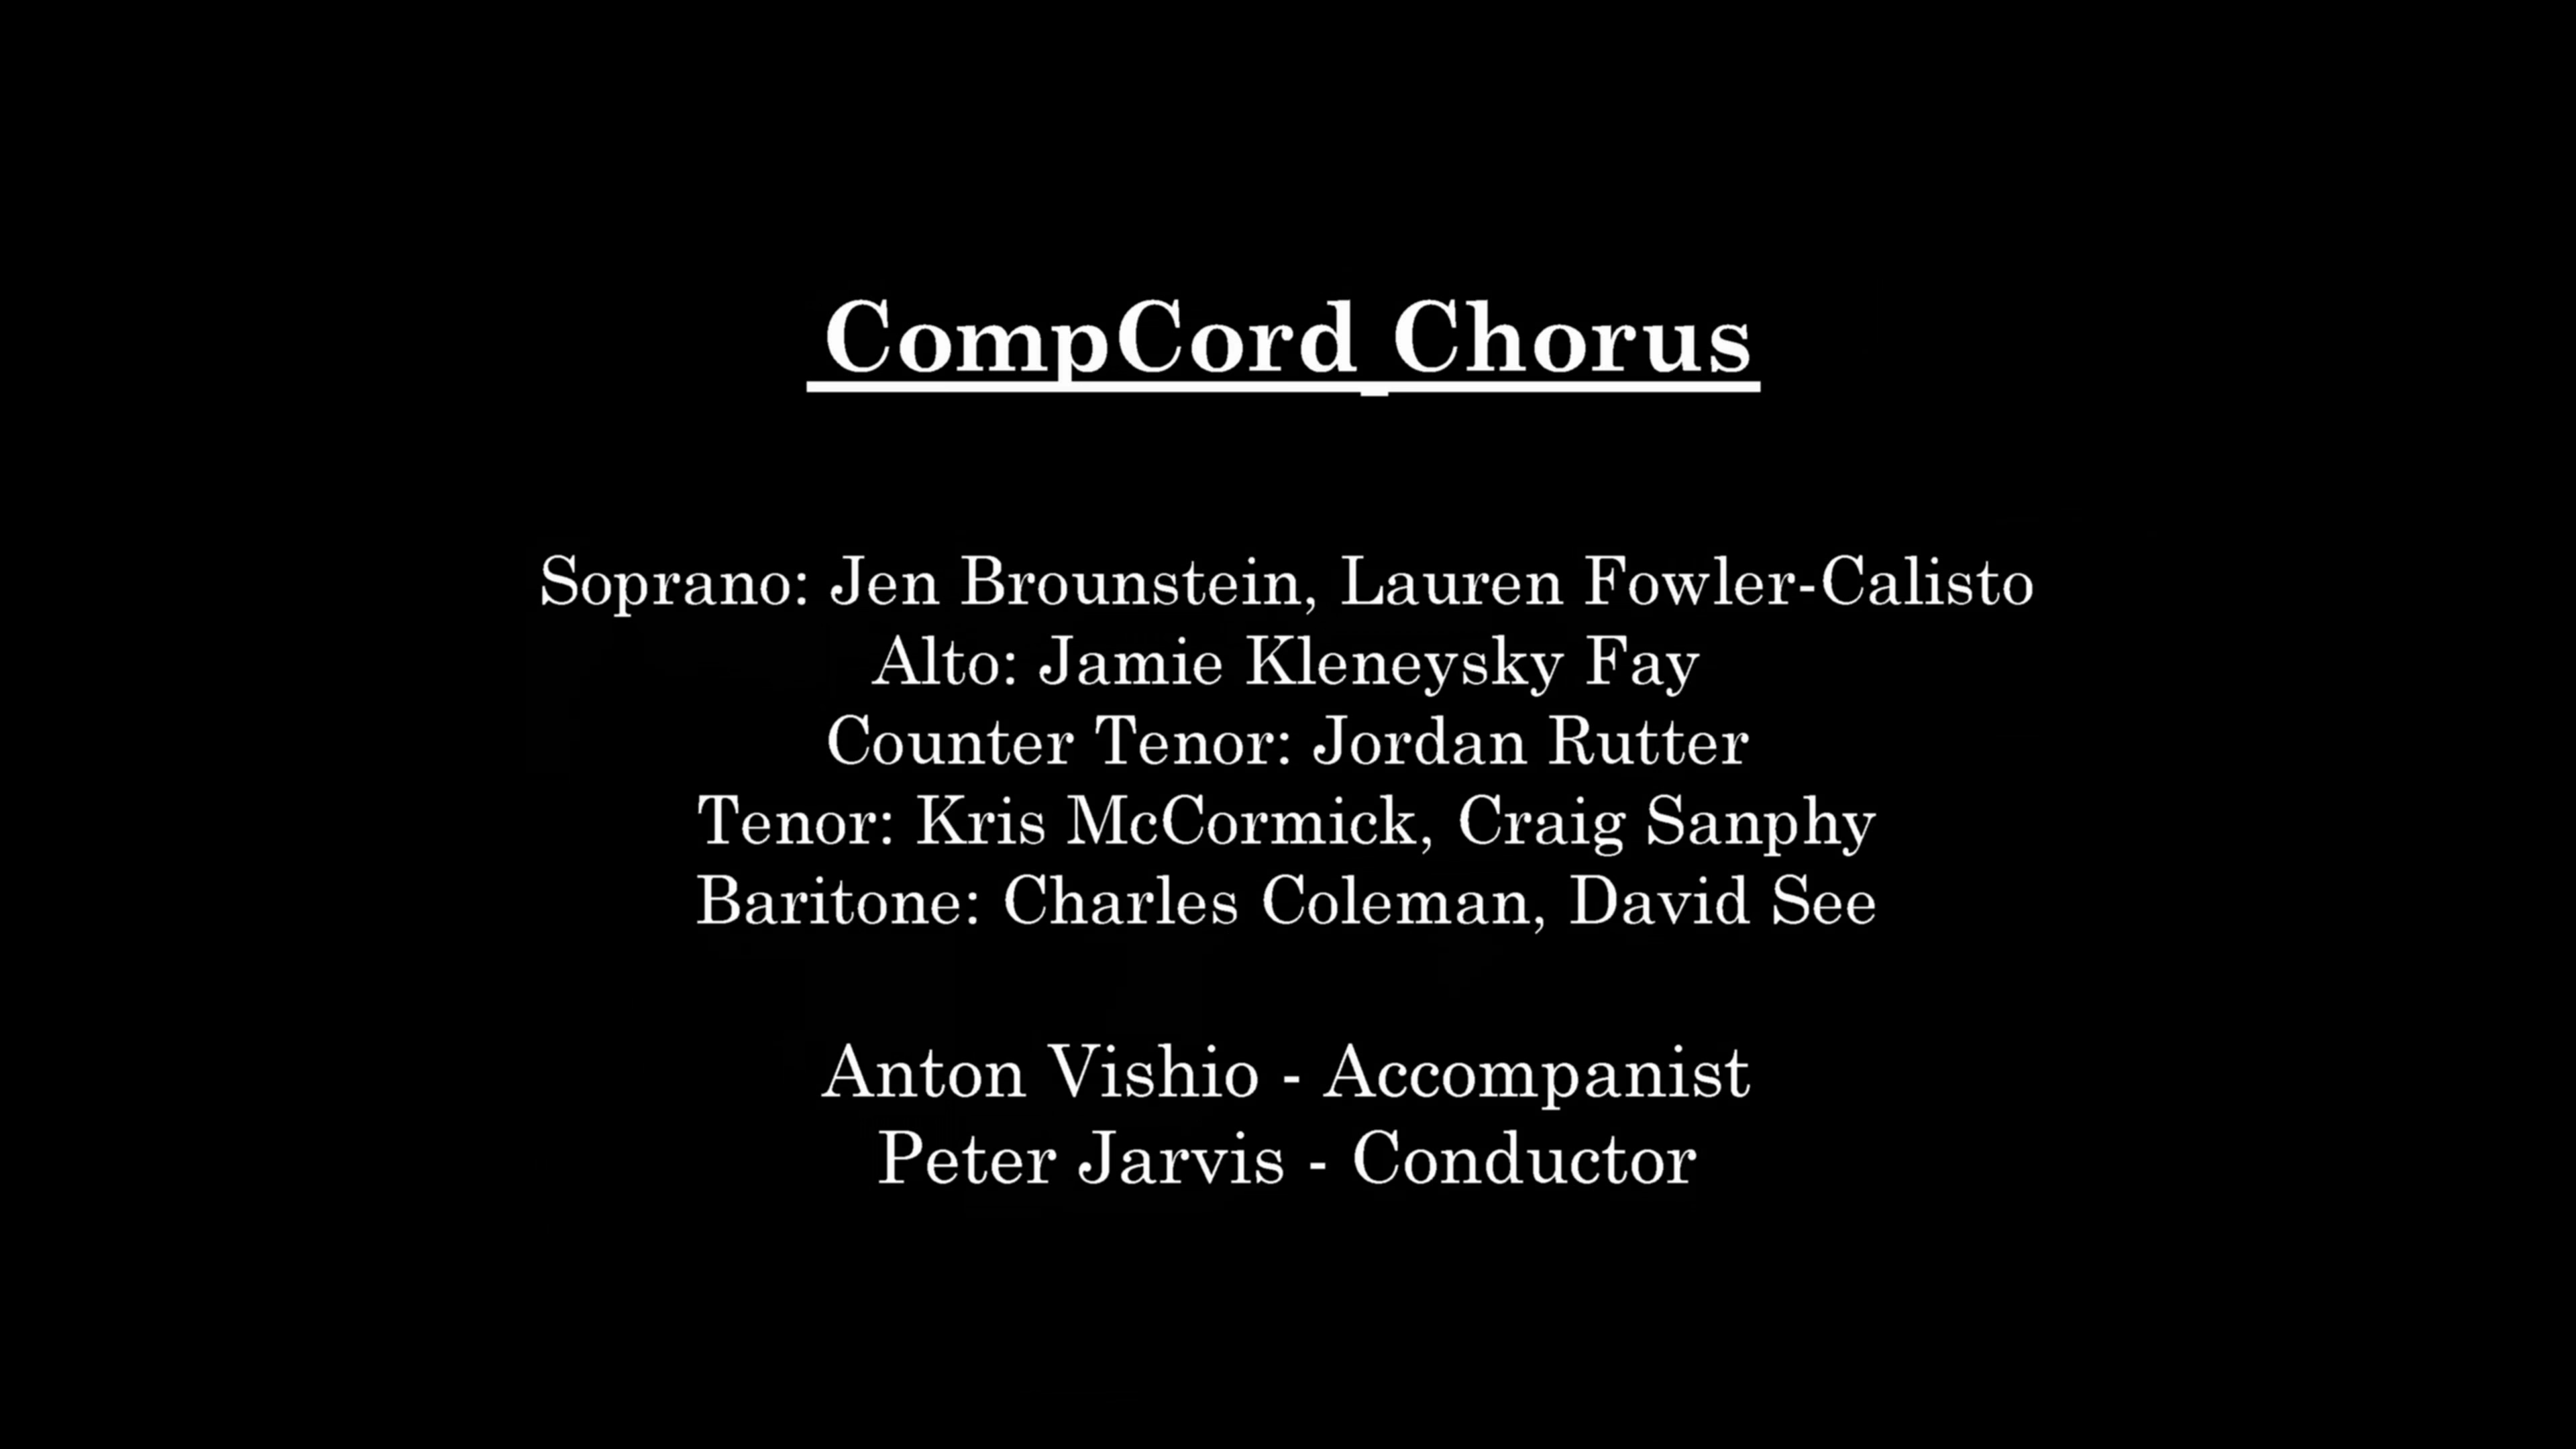 CompCord Chorus
Soprano: Jen Brounstein, Lauren Fowler-Calisto
Alto: Jamie Kleneysky Fay
Counter Tenor: Jordan Rutter
Tenor: Kris McCormick, Craig Sanphy
Baritone: Charles Coleman, David See
Anton Vishio - Accompanist
Peter Jarvis - Conductor